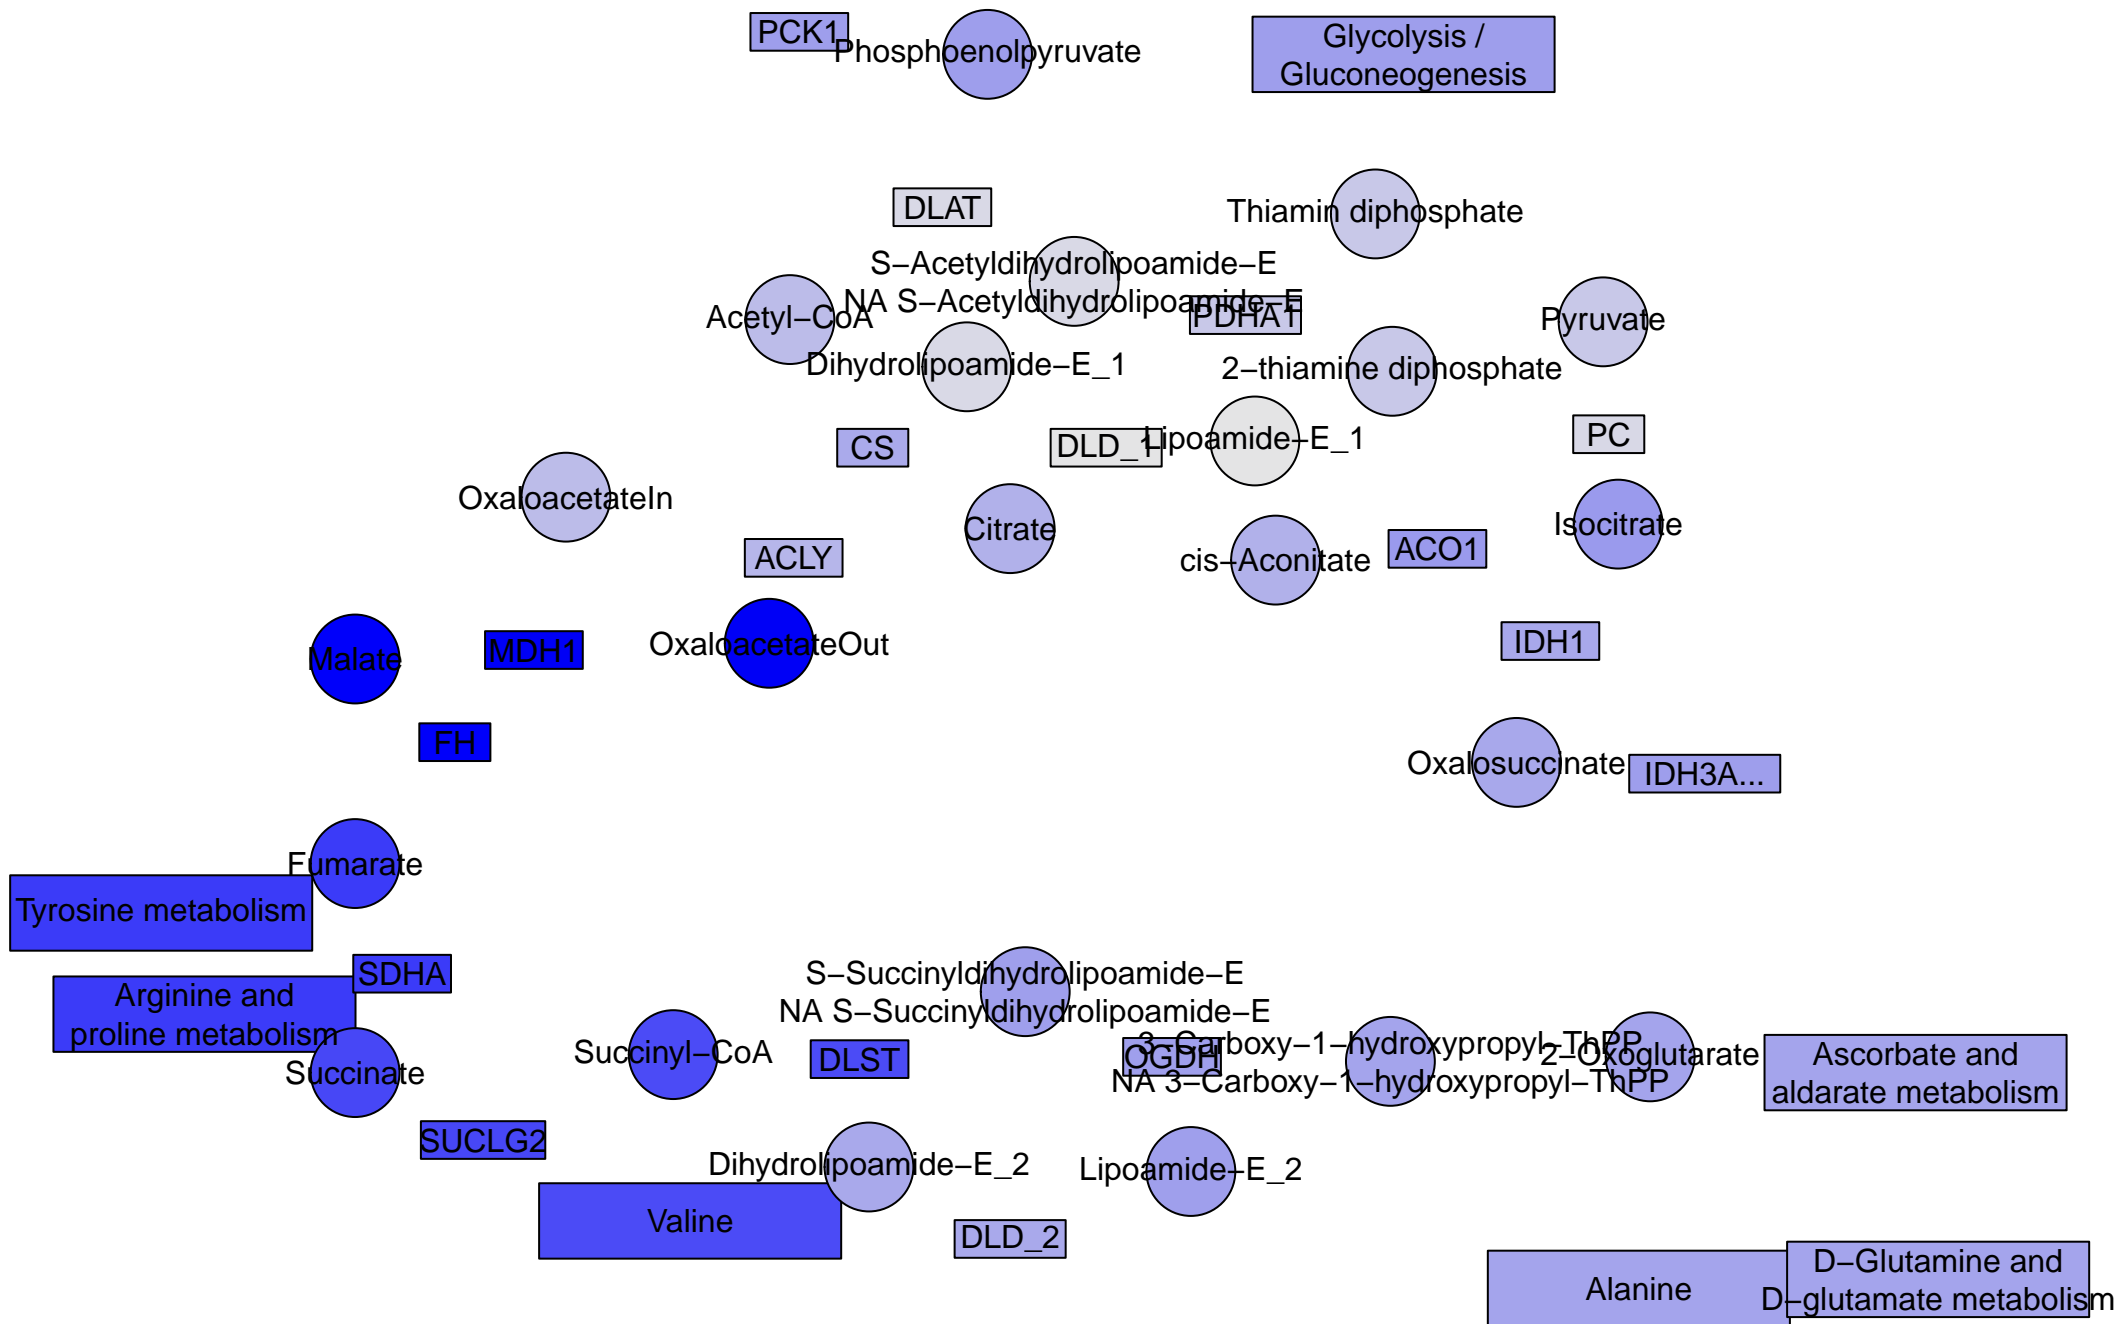 PCK1
Phosphoenolpyruvate
Glycolysis /
Gluconeogenesis
DLAT
Thiamin diphosphate
S−Acetyldihydrolipoamide−E
NA S−Acetyldihydrolipoamide−E
PDHA1
Acetyl−CoA
Pyruvate
Dihydrolipoamide−E_1
2−thiamine diphosphate
CS
DLD_1
Lipoamide−E_1
PC
OxaloacetateIn
Citrate
Isocitrate
ACLY
cis−Aconitate
ACO1
Malate
MDH1
OxaloacetateOut
IDH1
FH
Oxalosuccinate
IDH3A...
Fumarate
Tyrosine metabolism
SDHA
Arginine and
proline metabolism
Succinate
Succinyl−CoA
S−Succinyldihydrolipoamide−E
NA S−Succinyldihydrolipoamide−E
DLST
OGDH
3−Carboxy−1−hydroxypropyl−ThPP
NA 3−Carboxy−1−hydroxypropyl−ThPP
2−Oxoglutarate
Ascorbate and
aldarate metabolism
SUCLG2
Dihydrolipoamide−E_2
Lipoamide−E_2
Valine
DLD_2
Alanine
D−Glutamine and
D−glutamate metabolism